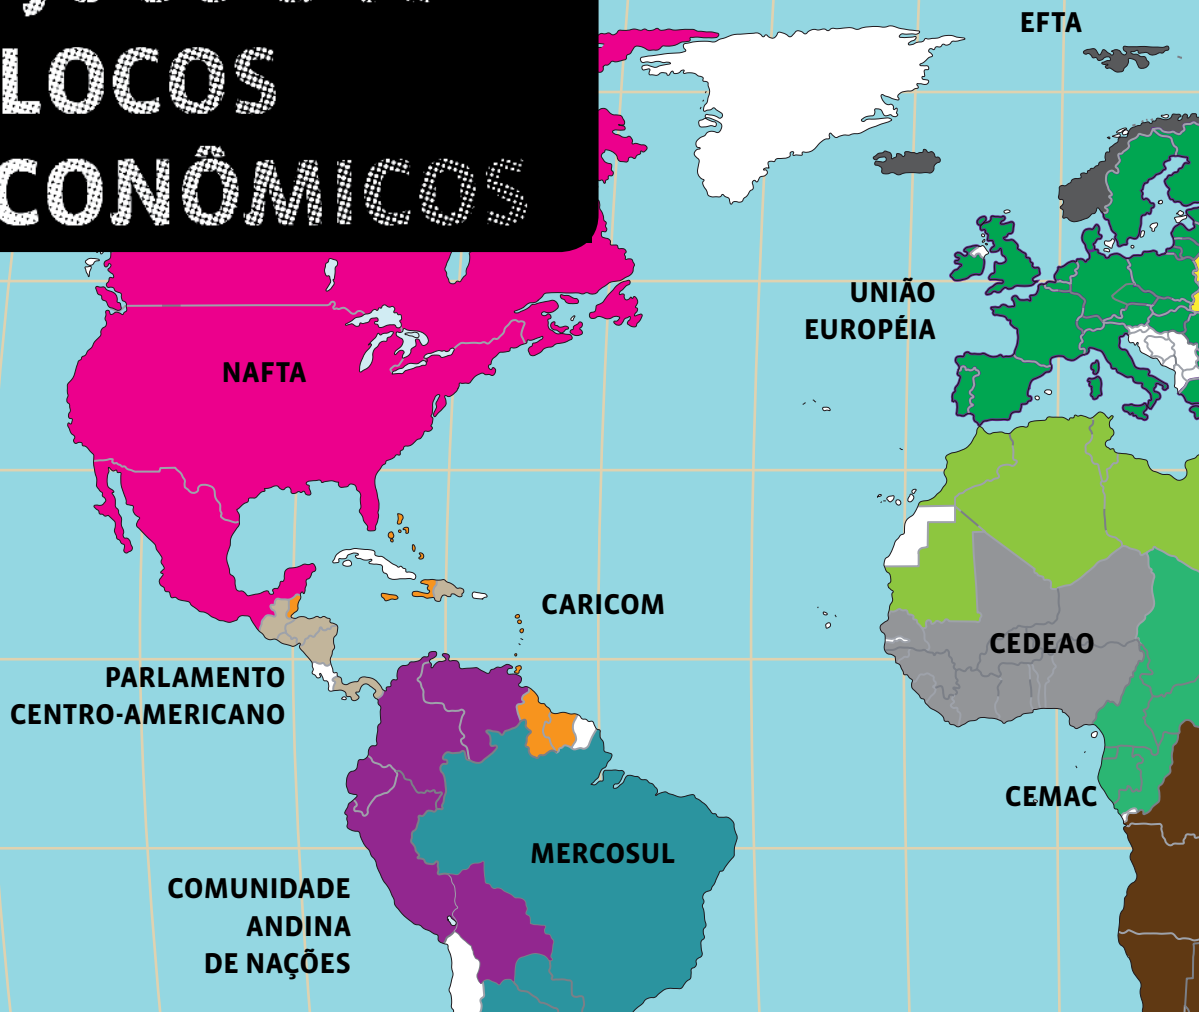 LOCOS
CONÔMICOS
EFTA
UNIÃO
EUROPÉIA
NAFTA
CARICOM
CEDEAO
PARLAMENTO
CENTRO-AMERICANO
CEMAC
MERCOSUL
COMUNIDADE
ANDINA
DE NAÇÕES